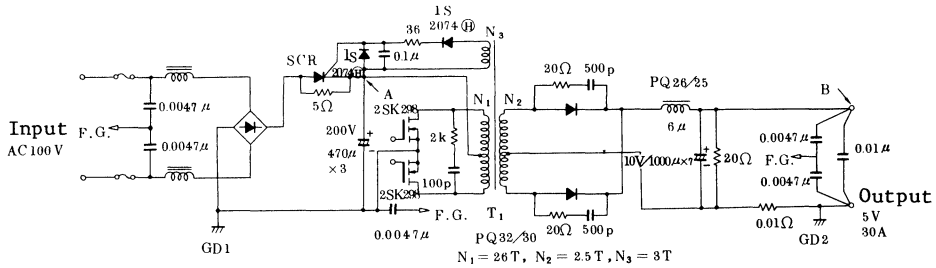 1S
2074Ⓗ
36
N3
SCR
1S
2074Ⓗ
0.1μ
A
5Ω
20Ω
500p
PQ26/25
B
2SK298
N1
N2
6μ
0.0047μ
Input
AC100V
F.G.
0.0047μ
200V
470μ
×3
2k
100p
2SK298
10V/1000μ×7
20Ω
0.0047μ
F.G.
0.0047μ
0.01μ
Output
5V
30A
GD1
0.0047μ
F.G.
T1
20Ω
500p
0.01Ω
GD2
PQ32/30
N1=26T, N2=2.5T, N3=3T